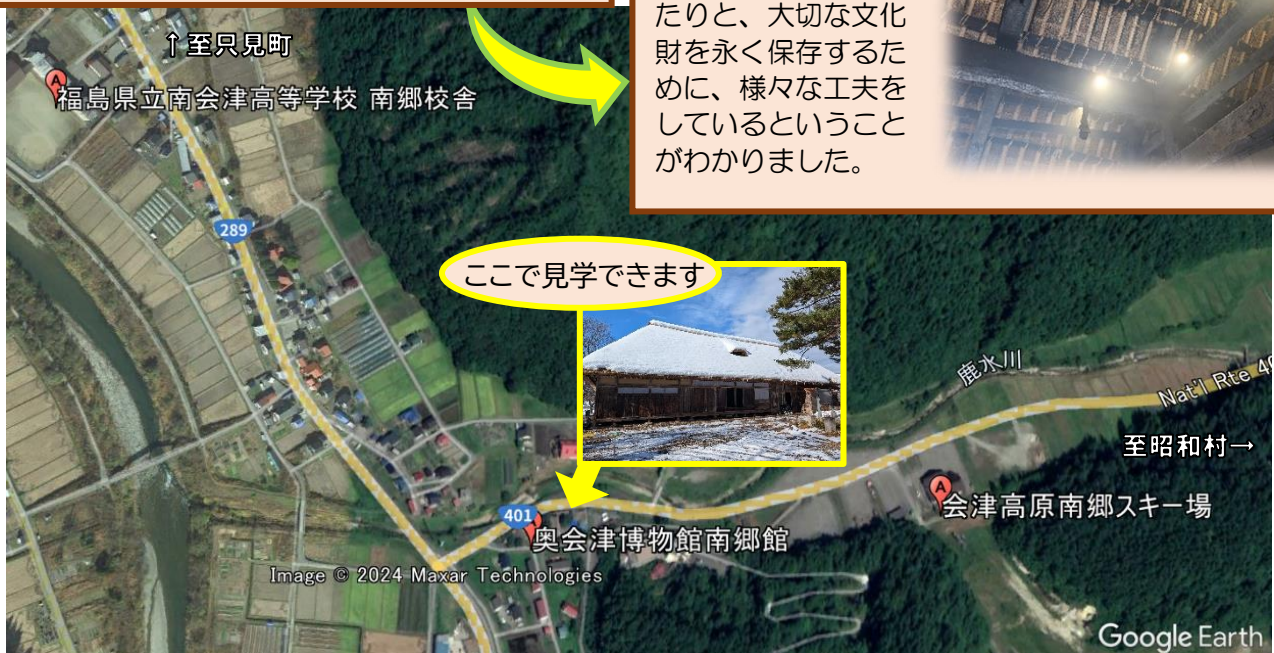 たりと、大切な文化
財を永く保存するた
めに、様々な工夫を
しているということ
がわかりました。
↑至只見町
福島県立南会津高等学校 南郷校舎
289
ここで見学できます
鹿水川
Nat'l Rte
至昭和村→
会津高原南郷スキー場
401
奥会津博物館南郷館
Image © 2024 Maxar Technologies
Google Earth
A
A